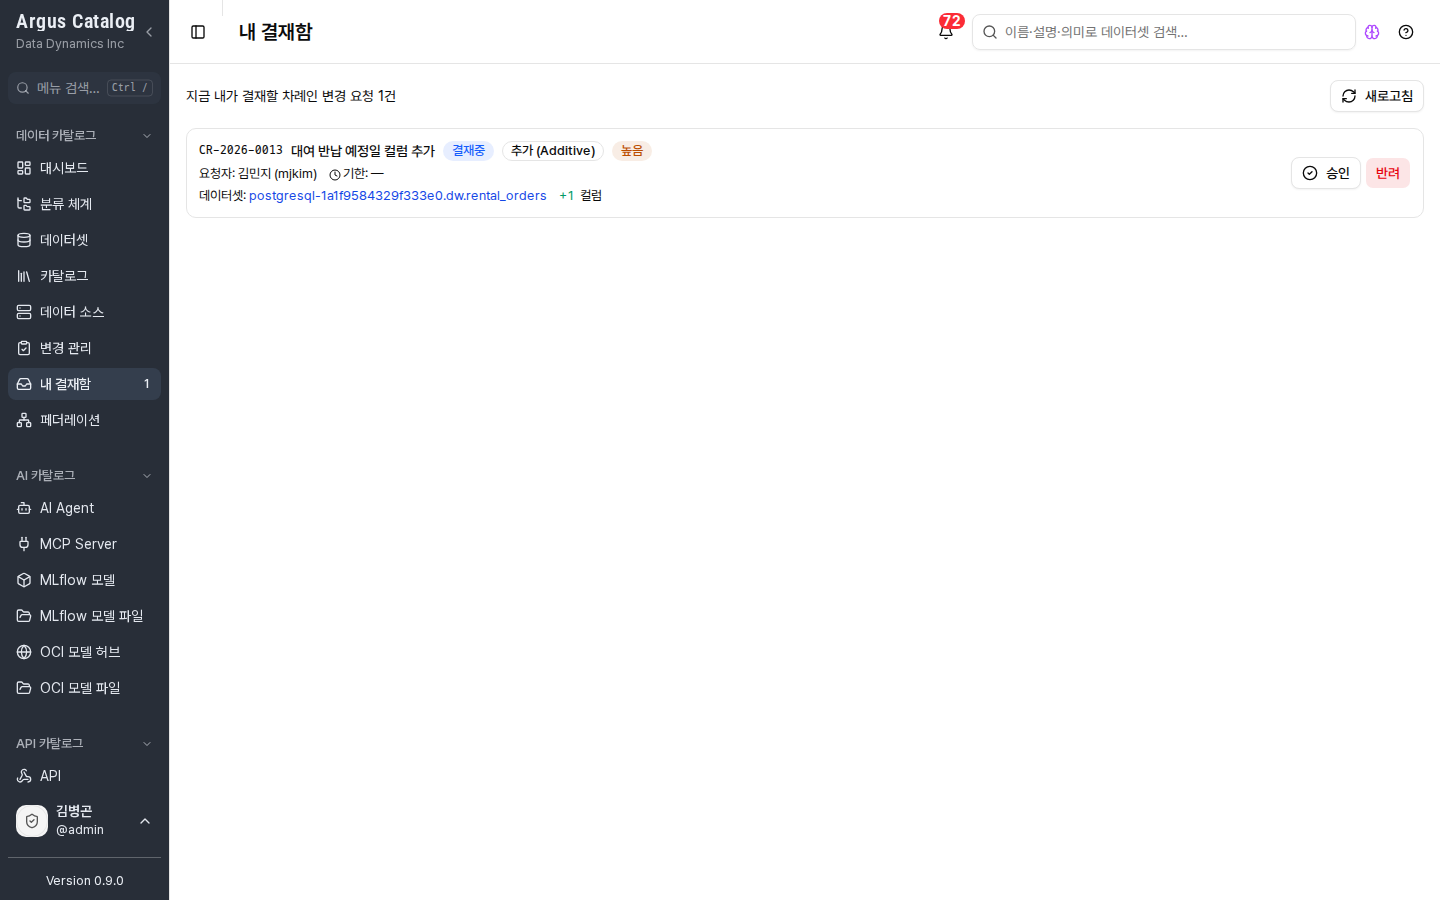 Argus Catalog
Data Dynamics Inc
메뉴 검색... Ctrl /
데이터 카탈로그
대시보드
분류 체계
데이터셋
카탈로그
데이터 소스
변경 관리
내 결재함 1
페더레이션
AI 카탈로그
AI Agent
MCP Server
MLflow 모델
MLflow 모델 파일
OCI 모델 허브
OCI 모델 파일
API 카탈로그
API
김병곤
@admin
Version 0.9.0
내 결재함
72
이름·설명·의미로 데이터셋 검색...
지금 내가 결재할 차례인 변경 요청 1건
새로고침
CR-2026-0013 대여 반납 예정일 컬럼 추가 결재중 추가 (Additive) 높음
요청자: 김민지 (mjkim) 기한: —
데이터셋: postgresql-1a1f9584329f333e0.dw.rental_orders +1 컬럼
승인 반려